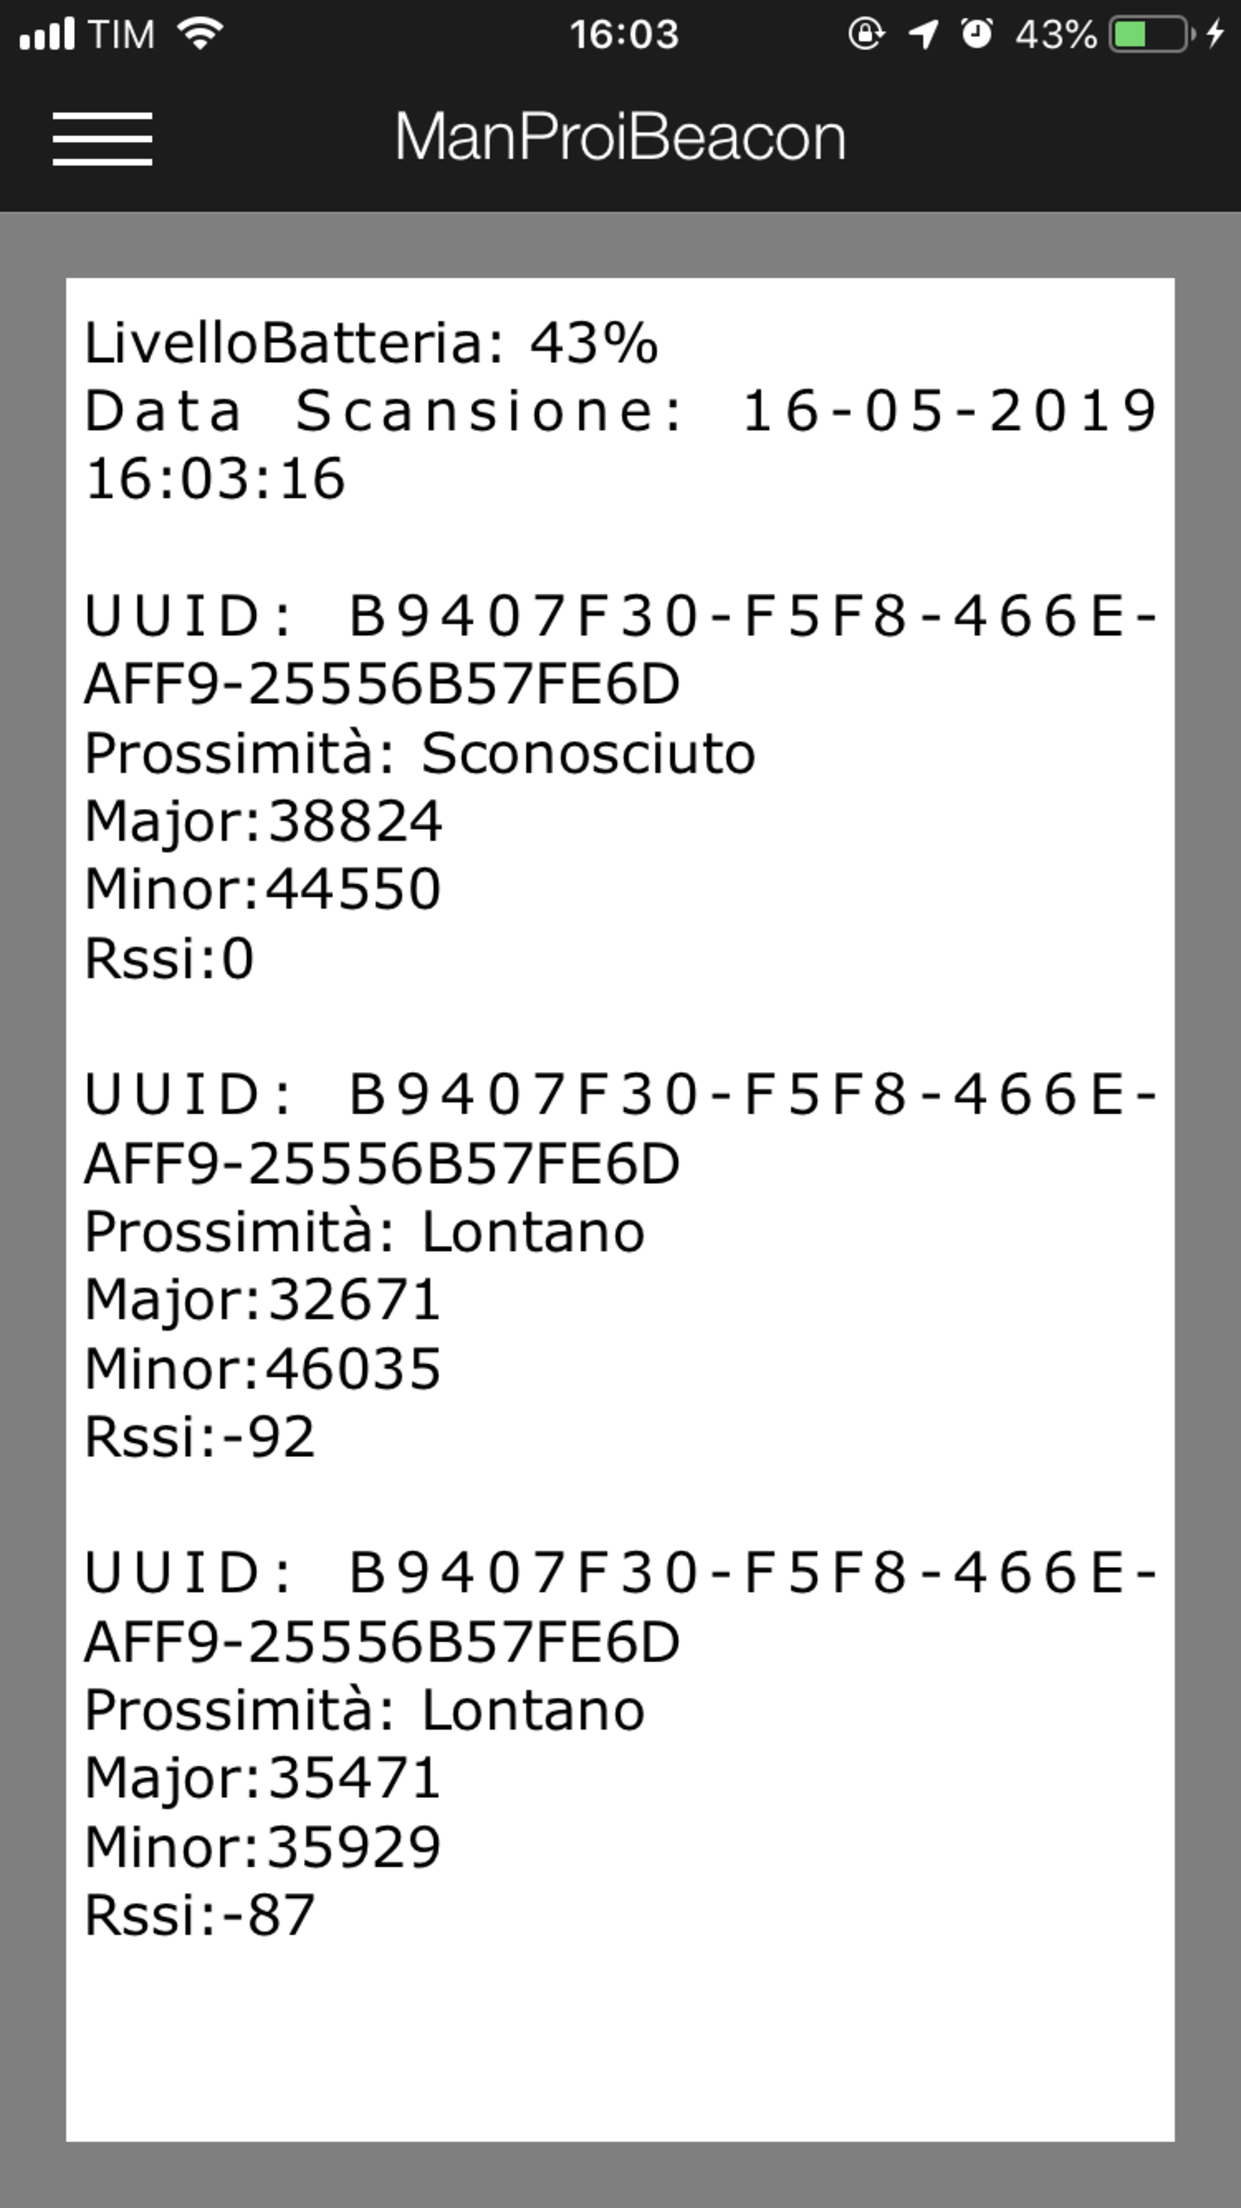 TIM 16:03 43%
ManProiBeacon
LivelloBatteria: 43%
Data Scansione: 16-05-2019
16:03:16
UUID: B9407F30-F5F8-466E-
AFF9-25556B57FE6D
Prossimità: Sconosciuto
Major:38824
Minor:44550
Rssi:0
UUID: B9407F30-F5F8-466E-
AFF9-25556B57FE6D
Prossimità: Lontano
Major:32671
Minor:46035
Rssi:-92
UUID: B9407F30-F5F8-466E-
AFF9-25556B57FE6D
Prossimità: Lontano
Major:35471
Minor:35929
Rssi:-87